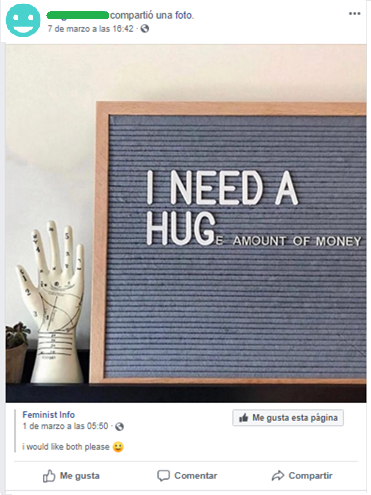 compartió una foto.
7 de marzo a las 16:42 ·
I NEED A
HUGE AMOUNT OF MONEY
Feminist Info
Me gusta esta página
1 de marzo a las 05:50 ·
i would like both please
Me gusta
Comentar
Compartir